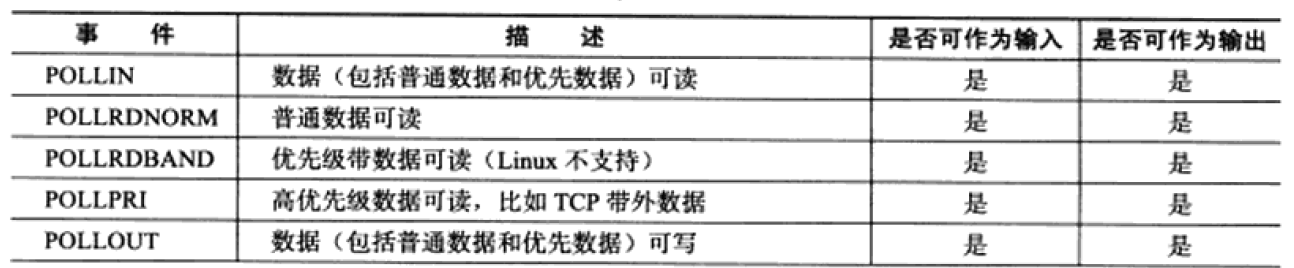 事 件 描 述 是否可作为输入 是否可作为输出
POLLIN 数据（包括普通数据和优先数据）可读 是 是
POLLRDNORM 普通数据可读 是 是
POLLRDBAND 优先级带数据可读（Linux 不支持） 是 是
POLLPRI 高优先级数据可读，比如 TCP 带外数据 是 是
POLLOUT 数据（包括普通数据和优先数据）可写 是 是